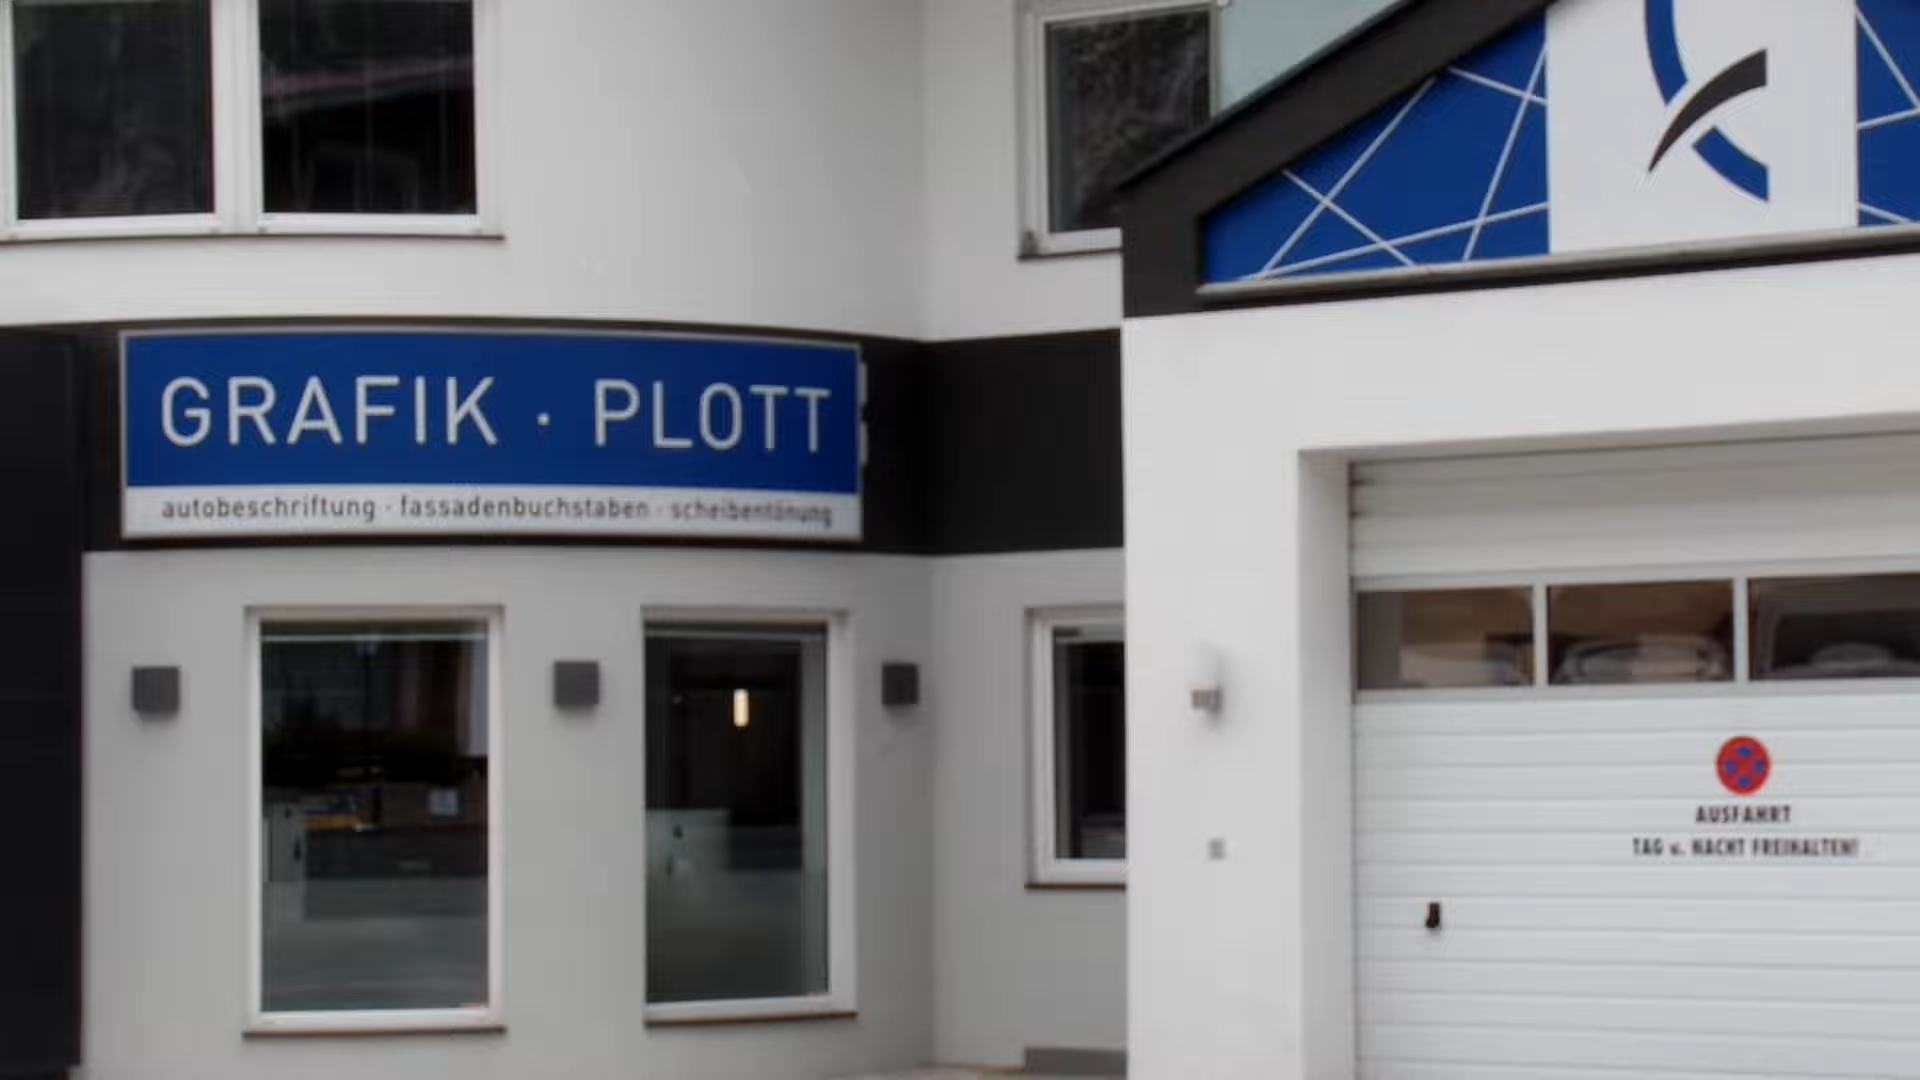 GRAFIK · PLOTT
autobeschriftung · fassadenbuchstaben · scheibentönung
AUSFAHRT
TAG u. NACHT FREIHALTEN!